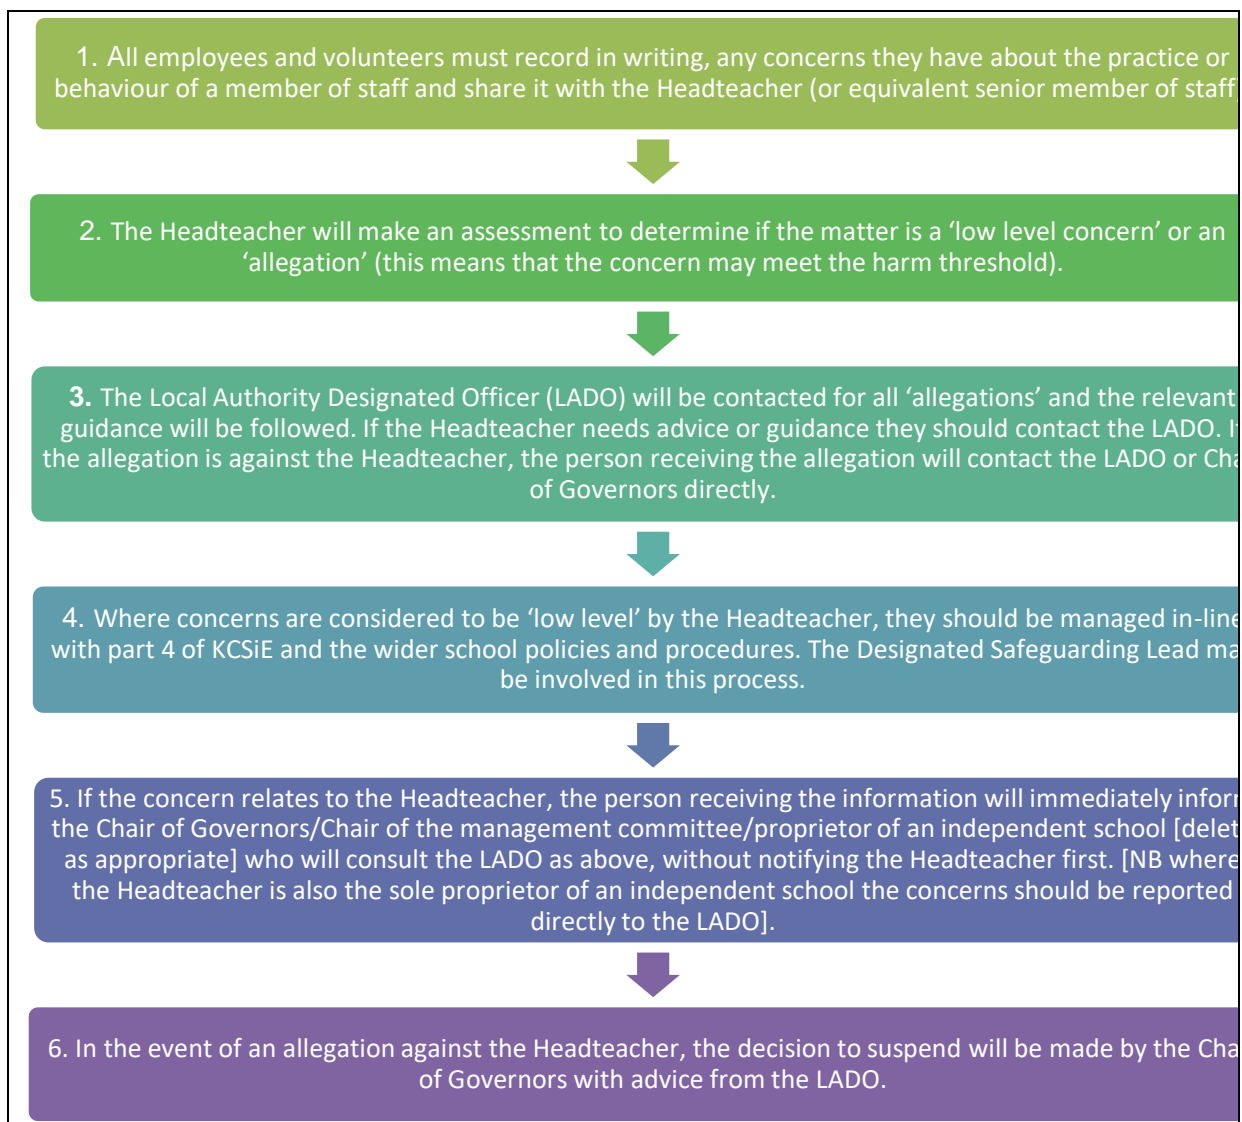 1. All employees and volunteers must record in writing, any concerns they have about the practice or
behaviour of a member of staff and share it with the Headteacher (or equivalent senior member of staff)
2. The Headteacher will make an assessment to determine if the matter is a ‘low level concern’ or an
‘allegation’ (this means that the concern may meet the harm threshold).
3. The Local Authority Designated Officer (LADO) will be contacted for all ‘allegations’ and the relevant
guidance will be followed. If the Headteacher needs advice or guidance they should contact the LADO. If
the allegation is against the Headteacher, the person receiving the allegation will contact the LADO or Cha
of Governors directly.
4. Where concerns are considered to be ‘low level’ by the Headteacher, they should be managed in-line
with part 4 of KCSiE and the wider school policies and procedures. The Designated Safeguarding Lead ma
be involved in this process.
5. If the concern relates to the Headteacher, the person receiving the information will immediately infor
the Chair of Governors/Chair of the management committee/proprietor of an independent school [delet
as appropriate] who will consult the LADO as above, without notifying the Headteacher first. [NB where
the Headteacher is also the sole proprietor of an independent school the concerns should be reported
directly to the LADO].
6. In the event of an allegation against the Headteacher, the decision to suspend will be made by the Cha
of Governors with advice from the LADO.